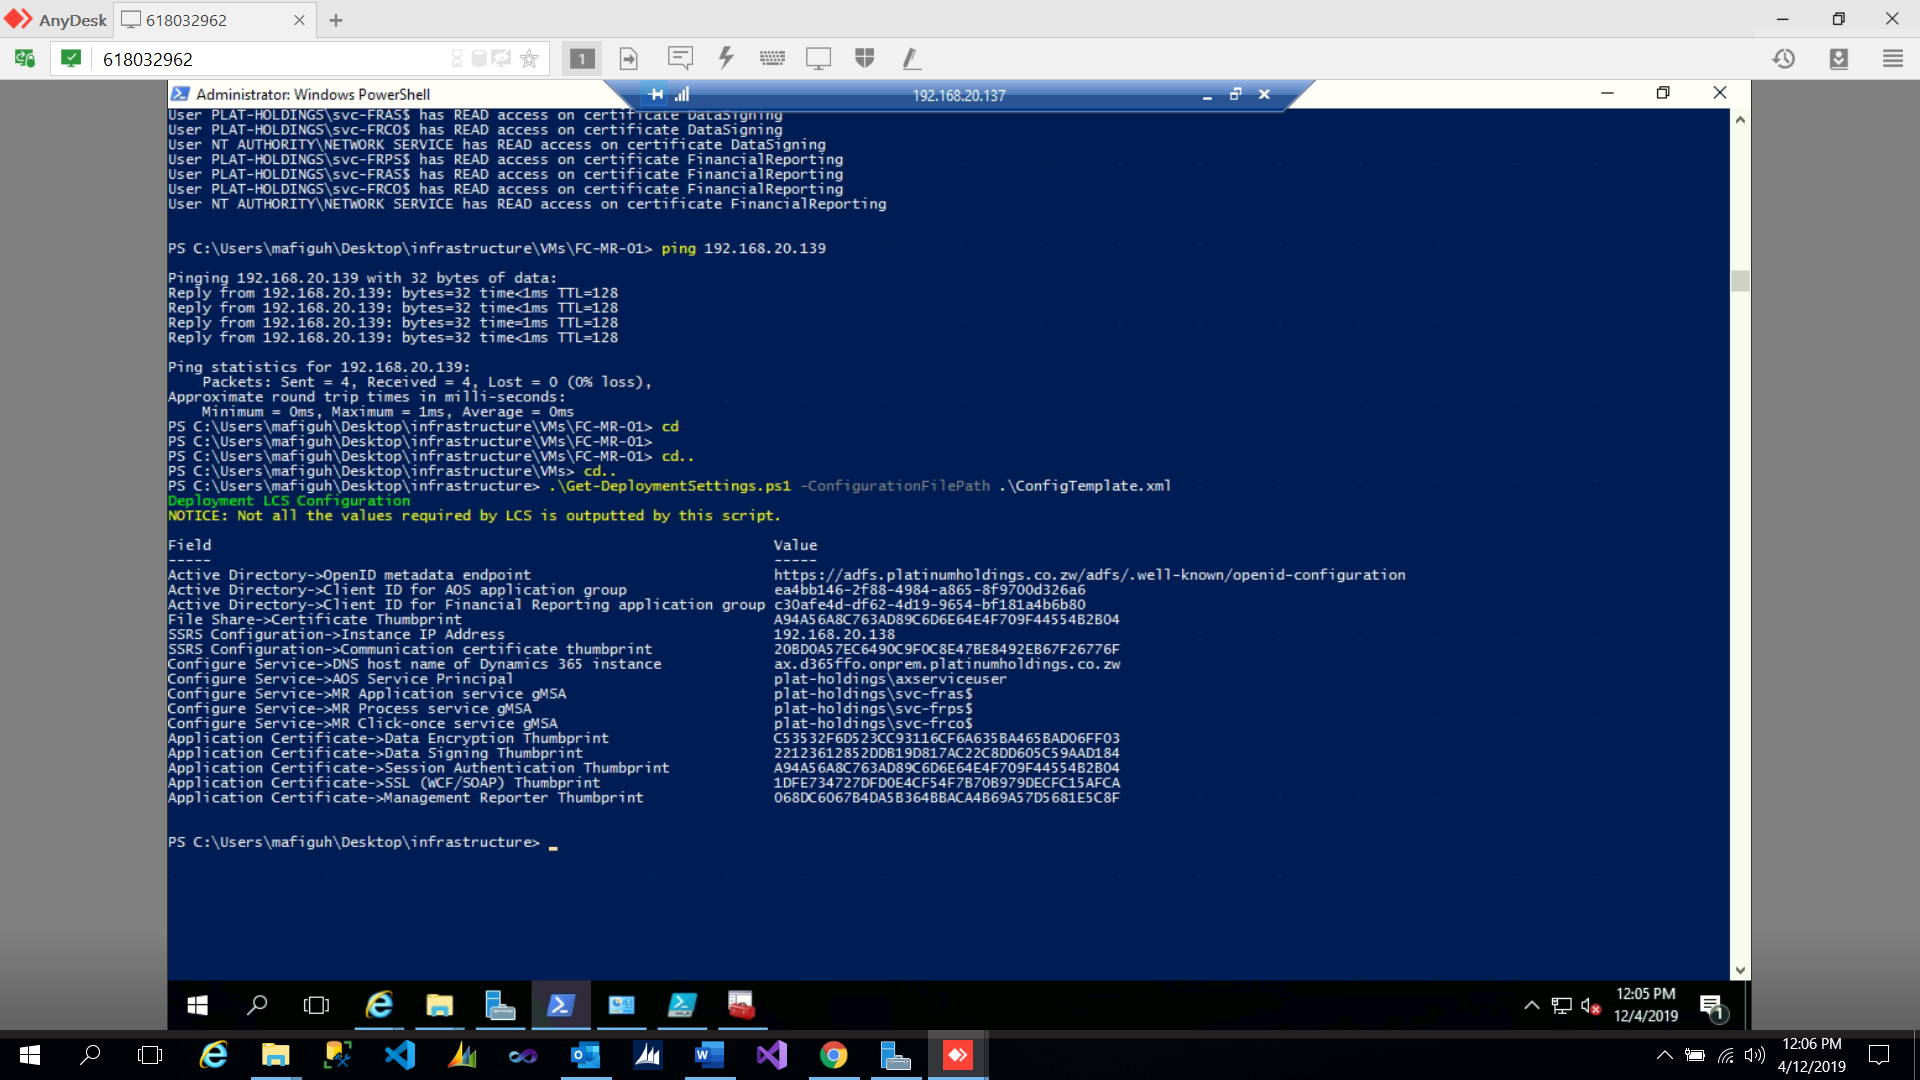 AnyDesk
618032962
618032962
1
Administrator: Windows PowerShell
192.168.20.137
User PLAT-HOLDINGS\svc-FRAS$ has READ access on certificate DataSigning
User PLAT-HOLDINGS\svc-FRCO$ has READ access on certificate DataSigning
User NT AUTHORITY\NETWORK SERVICE has READ access on certificate DataSigning
User PLAT-HOLDINGS\svc-FRPS$ has READ access on certificate FinancialReporting
User PLAT-HOLDINGS\svc-FRAS$ has READ access on certificate FinancialReporting
User PLAT-HOLDINGS\svc-FRCO$ has READ access on certificate FinancialReporting
User NT AUTHORITY\NETWORK SERVICE has READ access on certificate FinancialReporting
PS C:\Users\mafiguh\Desktop\infrastructure\VMs\FC-MR-01> ping 192.168.20.139
Pinging 192.168.20.139 with 32 bytes of data:
Reply from 192.168.20.139: bytes=32 time<1ms TTL=128
Reply from 192.168.20.139: bytes=32 time<1ms TTL=128
Reply from 192.168.20.139: bytes=32 time=1ms TTL=128
Reply from 192.168.20.139: bytes=32 time<1ms TTL=128
Ping statistics for 192.168.20.139:
Packets: Sent = 4, Received = 4, Lost = 0 (0% loss),
Approximate round trip times in milli-seconds:
Minimum = 0ms, Maximum = 1ms, Average = 0ms
PS C:\Users\mafiguh\Desktop\infrastructure\VMs\FC-MR-01> cd
PS C:\Users\mafiguh\Desktop\infrastructure\VMs\FC-MR-01>
PS C:\Users\mafiguh\Desktop\infrastructure\VMs\FC-MR-01> cd..
PS C:\Users\mafiguh\Desktop\infrastructure\VMs> cd..
PS C:\Users\mafiguh\Desktop\infrastructure> .\Get-DeploymentSettings.ps1 -ConfigurationFilePath .\ConfigTemplate.xml
Deployment LCS Configuration
NOTICE: Not all the values required by LCS is outputted by this script.
Field Value
----- -----
Active Directory->OpenID metadata endpoint https://adfs.platinumholdings.co.zw/adfs/.well-known/openid-configuration
Active Directory->Client ID for AOS application group ea4bb146-2f88-4984-a865-8f9700d326a6
Active Directory->Client ID for Financial Reporting application group c30afe4d-df62-4d19-9654-bf181a4b6b80
File Share->Certificate Thumbprint A94A56A8C763AD89C6D6E64E4F709F44554B2B04
SSRS Configuration->Instance IP Address 192.168.20.138
SSRS Configuration->Communication certificate thumbprint 20BD0A57EC6490C9F0C8E47BE8492EB67F26776F
Configure Service->DNS host name of Dynamics 365 instance ax.d365ffo.onprem.platinumholdings.co.zw
Configure Service->AOS Service Principal plat-holdings\axserviceuser
Configure Service->MR Application service gMSA plat-holdings\svc-fras$
Configure Service->MR Process service gMSA plat-holdings\svc-frps$
Configure Service->MR Click-once service gMSA plat-holdings\svc-frco$
Application Certificate->Data Encryption Thumbprint C53532F6D523CC93116CF6A635BA465BAD06FF03
Application Certificate->Data Signing Thumbprint 22123612852DDB19D817AC22C8DD605C59AAD184
Application Certificate->Session Authentication Thumbprint A94A56A8C763AD89C6D6E64E4F709F44554B2B04
Application Certificate->SSL (WCF/SOAP) Thumbprint 1DFE734727DFD0E4CF54F7B70B979DECFC15AFCA
Application Certificate->Management Reporter Thumbprint 068DC6067B4DA5B364BBACA4B69A57D5681E5C8F
PS C:\Users\mafiguh\Desktop\infrastructure> _
12:05 PM
12/4/2019
1
12:06 PM
4/12/2019